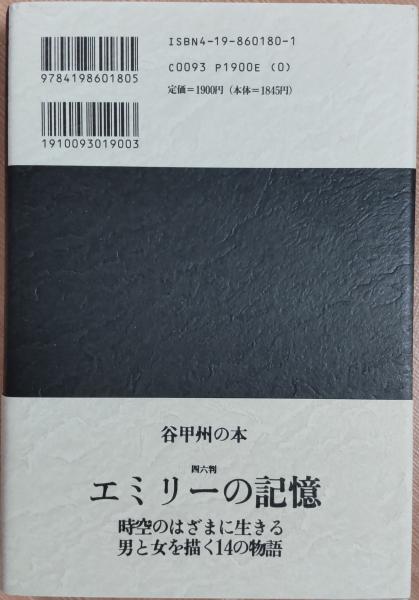 ISBN4-19-860180-1
C0093 P1900E (0)
定価＝1900円（本体＝1845円）
9784198601805
1910093019003
谷甲州の本
四六判
エミリーの記憶
時空のはざまに生きる
男と女を描く14の物語